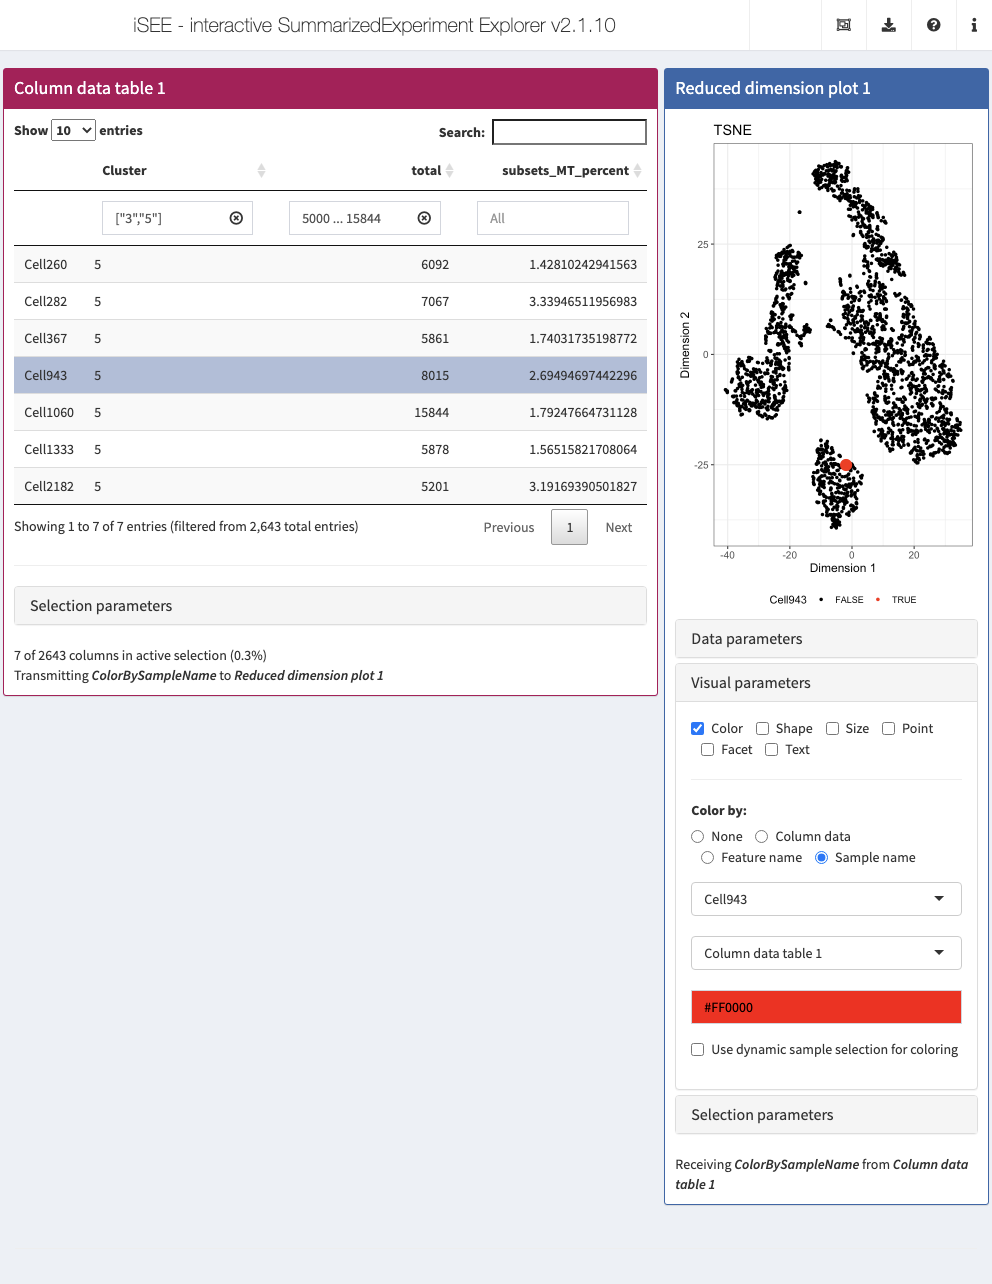 iSEE - interactive SummarizedExperiment Explorer v2.1.10
Column data table 1
Show 10 entries
Search:
Cluster total subsets_MT_percent
["3","5"] 5000 ... 15844 All
Cell260 5 6092 1.42810242941563
Cell282 5 7067 3.33946511956983
Cell367 5 5861 1.74031735198772
Cell943 5 8015 2.69494697442296
Cell1060 5 15844 1.79247664731128
Cell1333 5 5878 1.56515821708064
Cell2182 5 5201 3.19169390501827
Showing 1 to 7 of 7 entries (filtered from 2,643 total entries)
Previous 1 Next
Selection parameters
7 of 2643 columns in active selection (0.3%)
Transmitting ColorBySampleName to Reduced dimension plot 1
Reduced dimension plot 1
TSNE
Dimension 2
25
0
-25
-40 -20 0 20
Dimension 1
Cell943 FALSE TRUE
Data parameters
Visual parameters
Color Shape Size Point
Facet Text
Color by:
None Column data
Feature name Sample name
Cell943
Column data table 1
#FF0000
Use dynamic sample selection for coloring
Selection parameters
Receiving ColorBySampleName from Column data
table 1